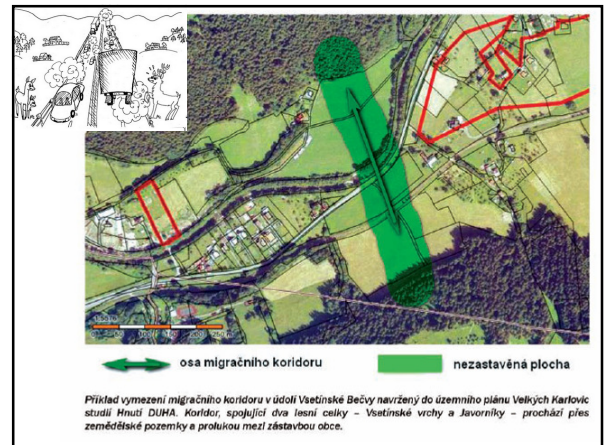 osa migračního koridoru
nezastavěná plocha
Příklad vymezení migračního koridoru v údolí Vsetínské Bečvy navržený do územního plánu Velkých Karlovic
studií Hnutí DUHA. Koridor, spojující dva lesní celky – Vsetínské vrchy a Javorníky – prochází přes
zemědělské pozemky a prolukou mezi zástavbou obce.